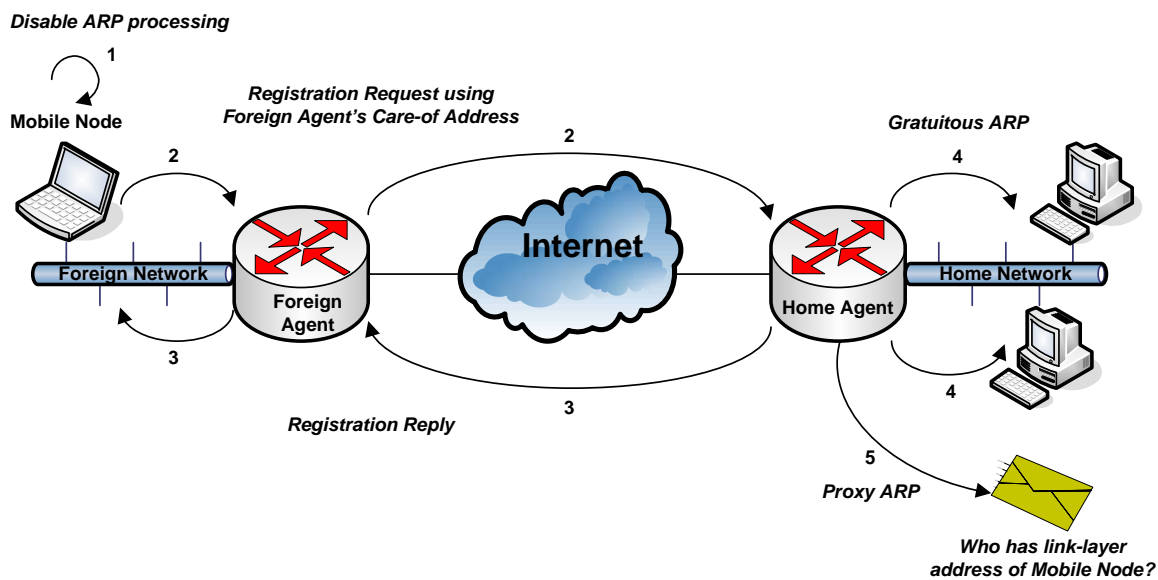 Disable ARP processing
1
Mobile Node
Registration Request using
Foreign Agent's Care-of Address
2
2
Gratuitous ARP
4
Internet
Foreign Network
Foreign
Agent
Home Agent
Home Network
3
3
4
Registration Reply
5
Proxy ARP
Who has link-layer
address of Mobile Node?